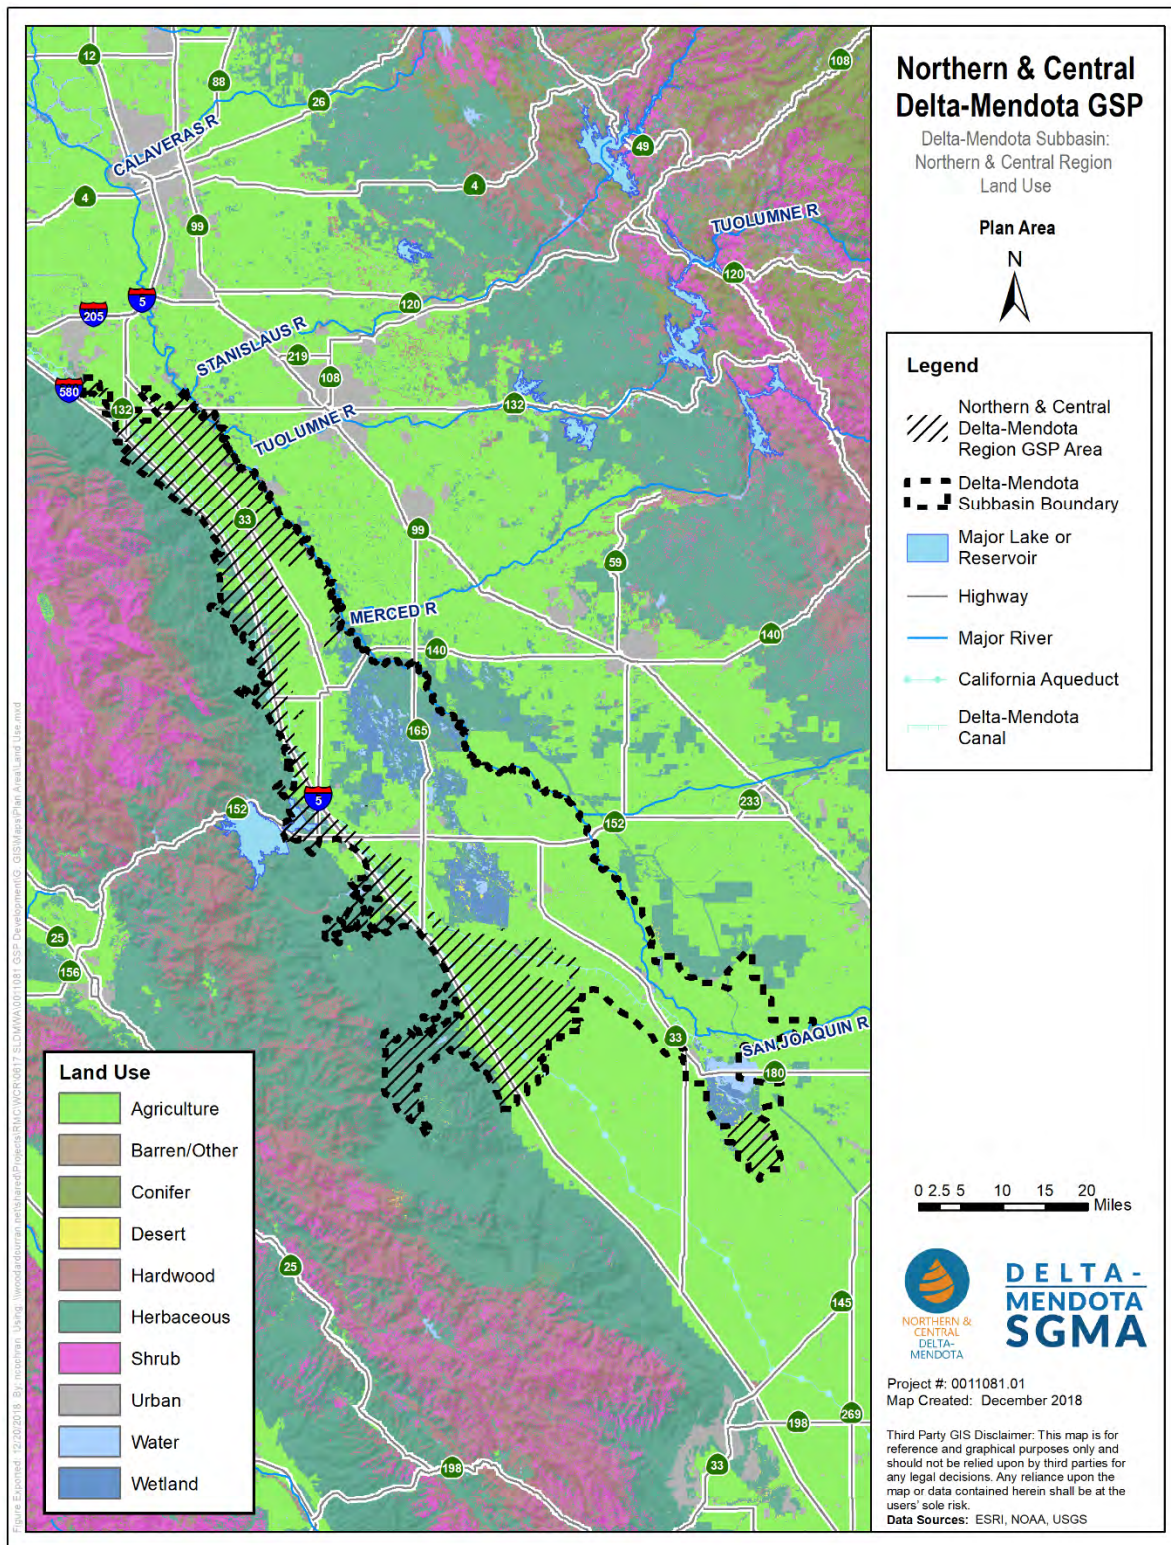 Northern & Central
Delta-Mendota GSP
Delta-Mendota Subbasin:
Northern & Central Region
Land Use
Plan Area
N
Legend
Northern & Central
Delta-Mendota
Region GSP Area
Delta-Mendota
Subbasin Boundary
Major Lake or
Reservoir
Highway
Major River
California Aqueduct
Delta-Mendota
Canal
0 2.5 5 10 15 20
Miles
NORTHERN &
CENTRAL
DELTA-
MENDOTA
DELTA-
MENDOTA
SGMA
Project #: 0011081.01
Map Created: December 2018
Third Party GIS Disclaimer: This map is for
reference and graphical purposes only and
should not be relied upon by third parties for
any legal decisions. Any reliance upon the
map or data contained herein shall be at the
users' sole risk.
Data Sources: ESRI, NOAA, USGS
12
88
26
108
CALAVERAS R
49
4
4
99
TUOLUMNE R
120
5
205
120
STANISLAUS R
219
108
580
132
132
TUOLUMNE R
33
99
59
MERCED R
140
140
165
5
152
233
152
25
156
33
SAN JOAQUIN R
180
25
145
198
269
33
198
Land Use
Agriculture
Barren/Other
Conifer
Desert
Hardwood
Herbaceous
Shrub
Urban
Water
Wetland